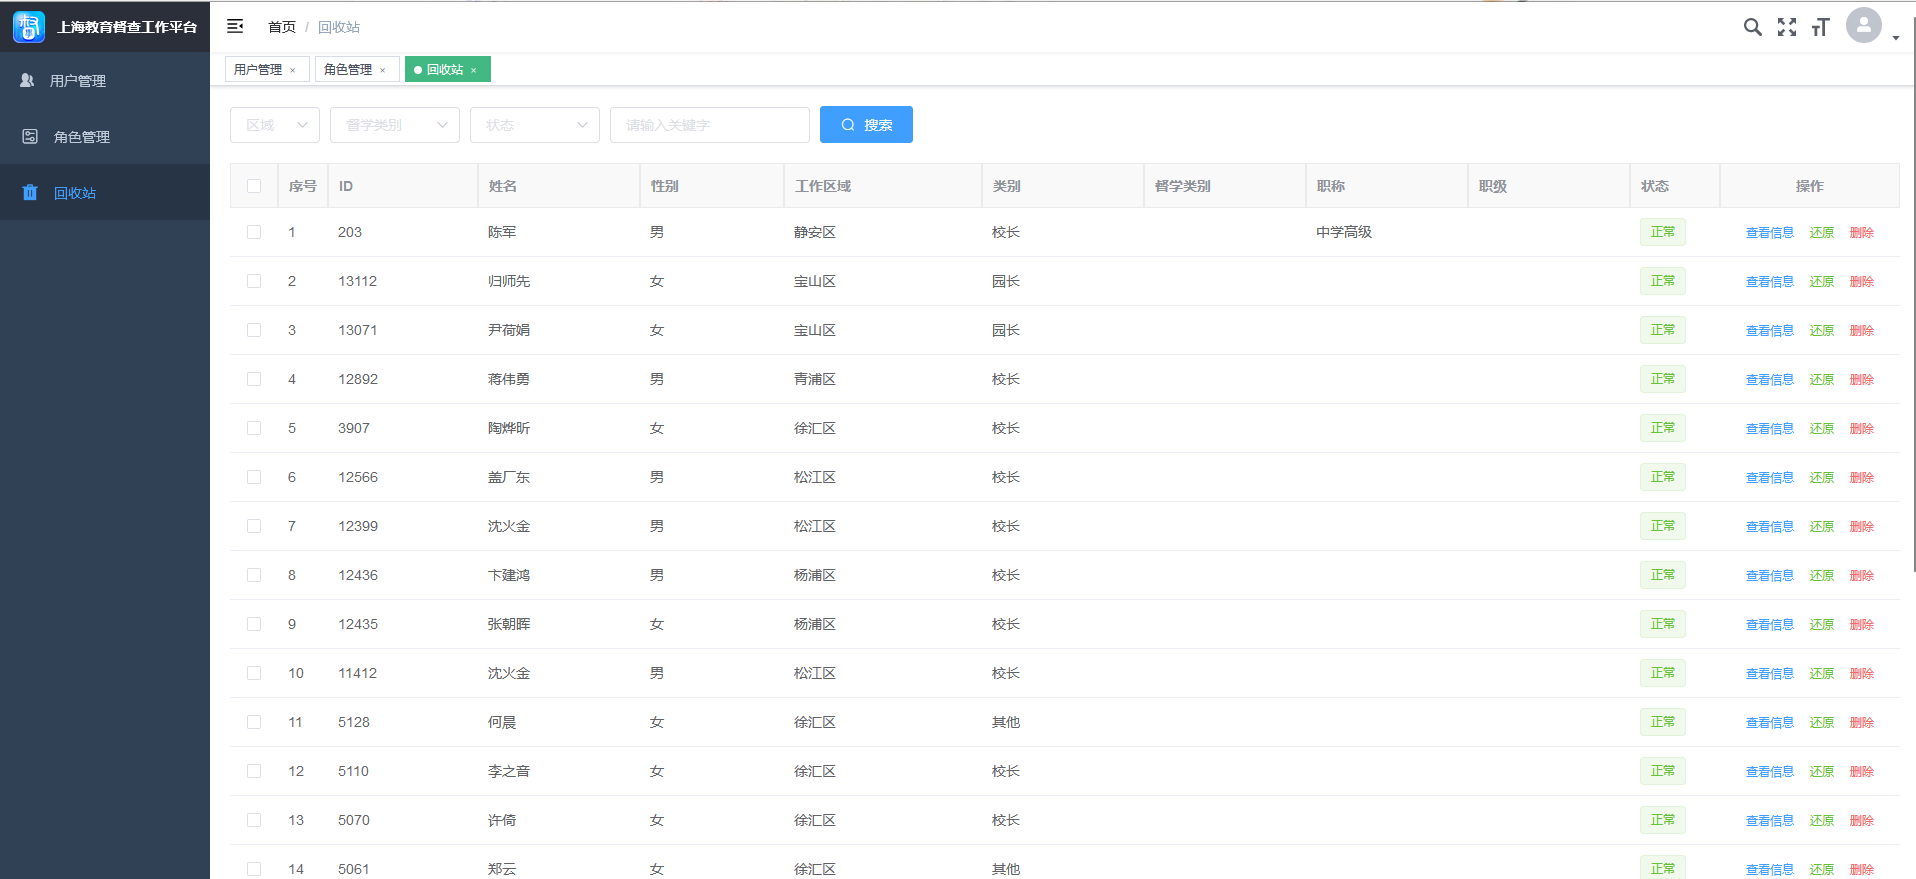 上海教育督查工作平台
首页 / 回收站
用户管理 ×
角色管理 ×
回收站 ×
用户管理
角色管理
回收站
区域 督学类别 状态 请输入关键字 搜索
序号 ID 姓名 性别 工作区域 类别 督学类别 职称 职级 状态 操作
1 203 陈军 男 静安区 校长 中学高级 正常 查看信息 还原 删除
2 13112 归师先 女 宝山区 园长 正常 查看信息 还原 删除
3 13071 尹荷娟 女 宝山区 园长 正常 查看信息 还原 删除
4 12892 蒋伟勇 男 青浦区 校长 正常 查看信息 还原 删除
5 3907 陶烨昕 女 徐汇区 校长 正常 查看信息 还原 删除
6 12566 盖厂东 男 松江区 校长 正常 查看信息 还原 删除
7 12399 沈火金 男 松江区 校长 正常 查看信息 还原 删除
8 12436 卞建鸿 男 杨浦区 校长 正常 查看信息 还原 删除
9 12435 张朝晖 女 杨浦区 校长 正常 查看信息 还原 删除
10 11412 沈火金 男 松江区 校长 正常 查看信息 还原 删除
11 5128 何晨 女 徐汇区 其他 正常 查看信息 还原 删除
12 5110 李之音 女 徐汇区 校长 正常 查看信息 还原 删除
13 5070 许倚 女 徐汇区 校长 正常 查看信息 还原 删除
14 5061 郑云 女 徐汇区 其他 正常 查看信息 还原 删除